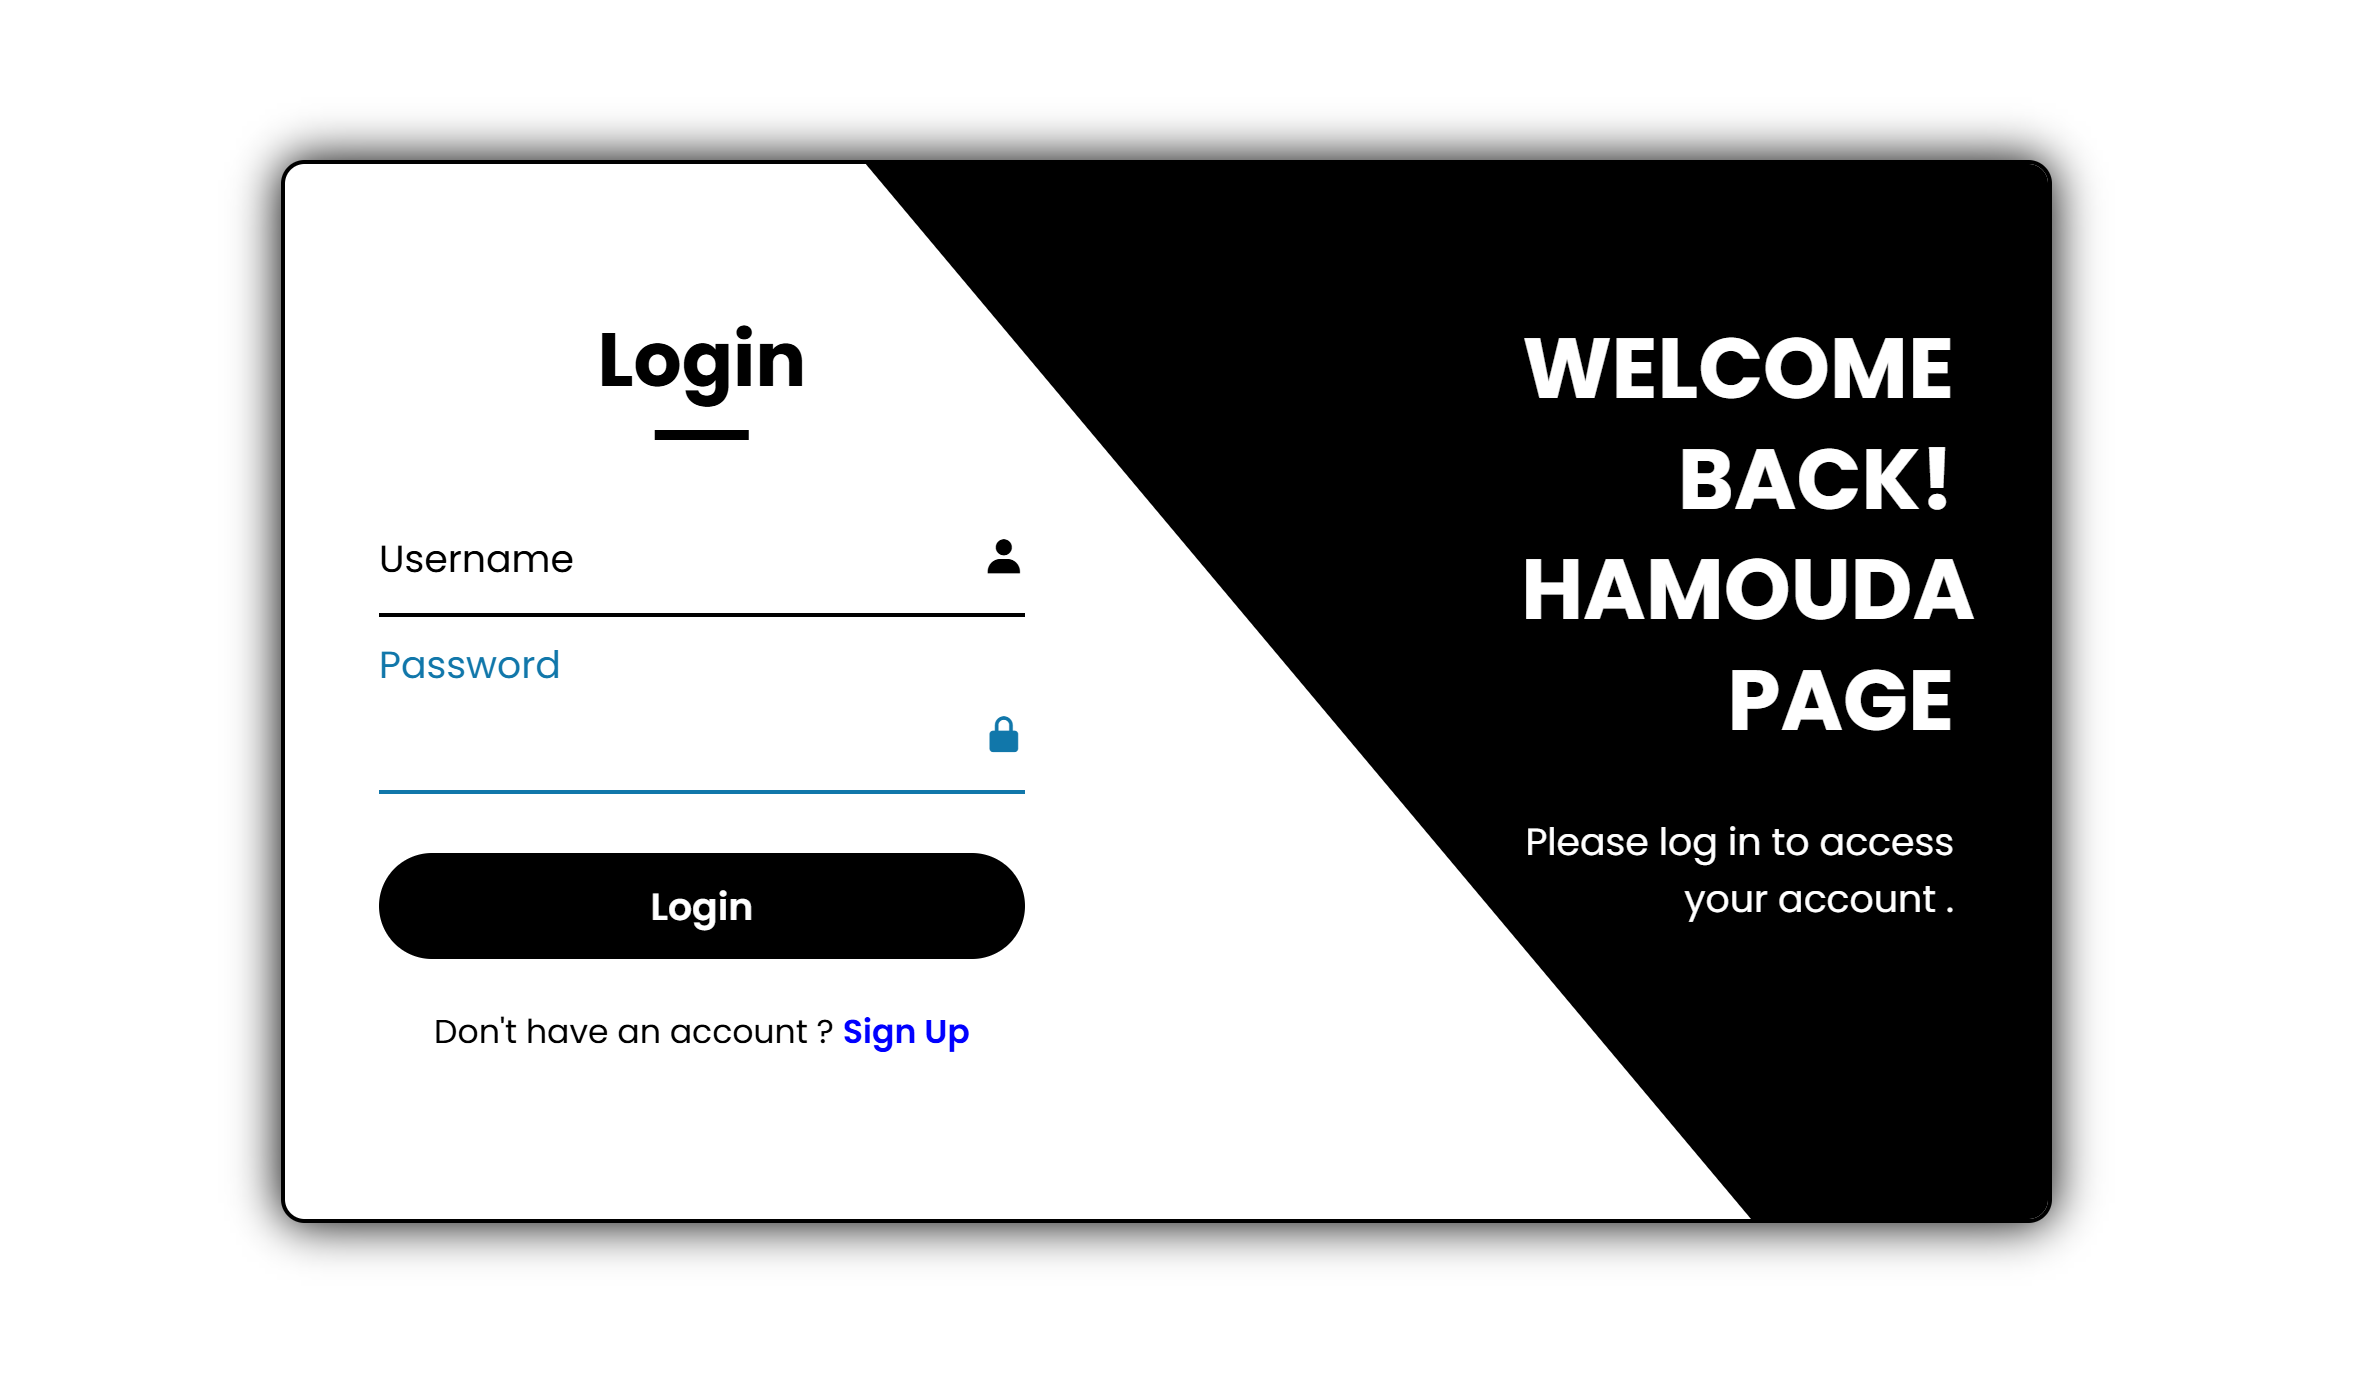 Login
Username
Password
Login
Don't have an account ? Sign Up
WELCOME
BACK!
HAMOUDA
PAGE
Please log in to access
your account .